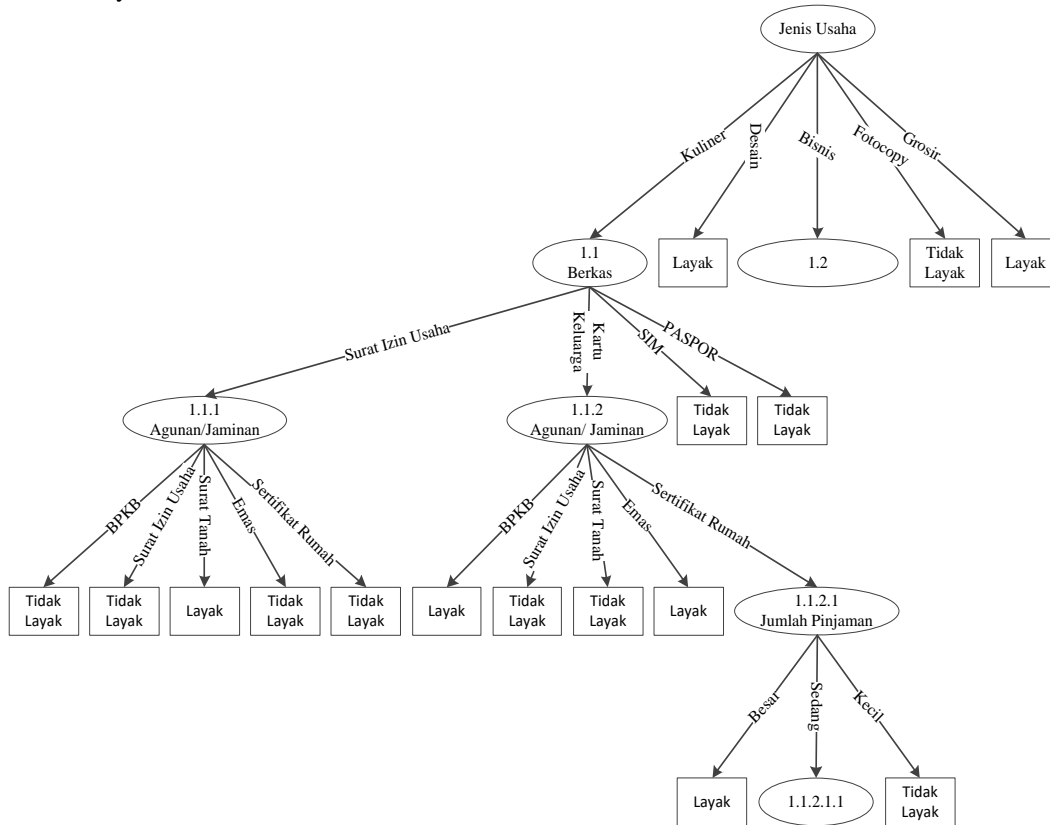 Jenis Usaha
Kuliner
Desain
Bisnis
Fotocopy
Grosir
1.1
Berkas
Layak
1.2
Tidak
Layak
Layak
Surat Izin Usaha
Kartu
Keluarga
SIM
PASPOR
1.1.1
Agunan/Jaminan
1.1.2
Agunan/ Jaminan
Tidak
Layak
Tidak
Layak
BPKB
Surat Izin Usaha
Surat Tanah
Emas
Sertifikat Rumah
BPKB
Surat Izin Usaha
Surat Tanah
Emas
Sertifikat Rumah
Tidak
Layak
Tidak
Layak
Layak
Tidak
Layak
Tidak
Layak
Layak
Tidak
Layak
Tidak
Layak
Layak
1.1.2.1
Jumlah Pinjaman
Besar
Sedang
Kecil
Layak
1.1.2.1.1
Tidak
Layak